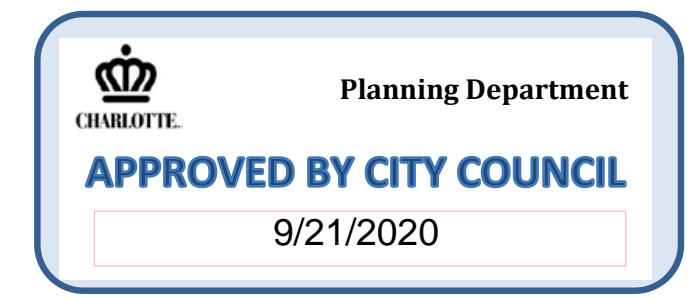 Planning Department
CHARLOTTE.
APPROVED BY CITY COUNCIL
9/21/2020